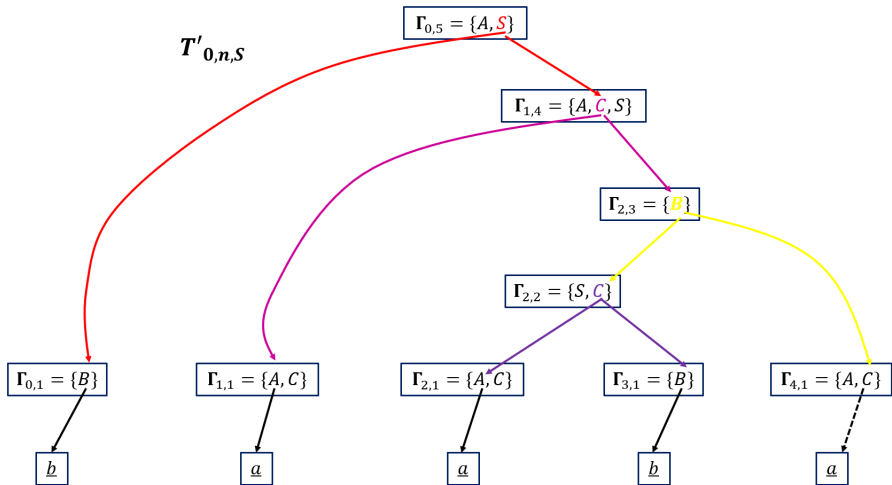 𝚪₀,₅ = {A, S}
T′₀,ₙ,S
𝚪₁,₄ = {A, C, S}
𝚪₂,₃ = {B}
𝚪₂,₂ = {S, C}
𝚪₀,₁ = {B} 𝚪₁,₁ = {A, C} 𝚪₂,₁ = {A, C} 𝚪₃,₁ = {B} 𝚪₄,₁ = {A, C}
b a a b a